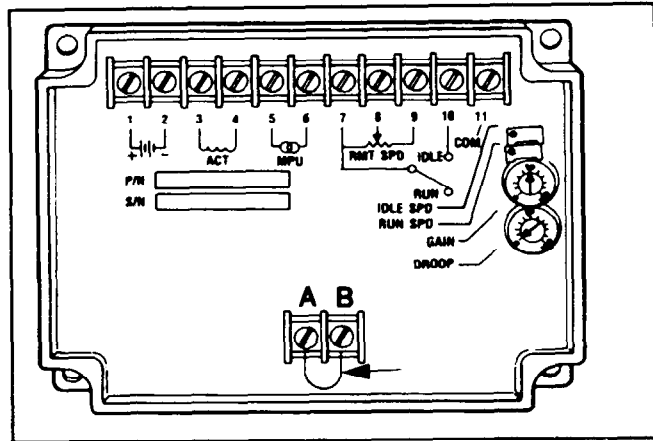 1 2 3 4 5 6 7 8 9 10 11
+ - ACT MPU RMT SPD IDLE COM
P/N
S/N
RUN
IDLE SPD
RUN SPD
GAIN
DROOP
A B